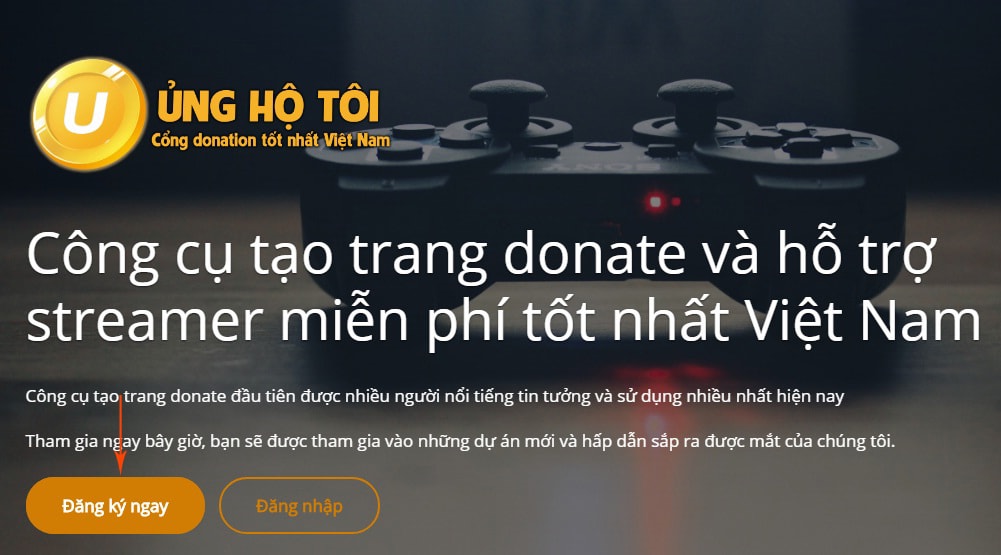 U
ỦNG HỘ TÔI
Cổng donation tốt nhất Việt Nam
SONY
Công cụ tạo trang donate và hỗ trợ
streamer miễn phí tốt nhất Việt Nam
Công cụ tạo trang donate đầu tiên được nhiều người nổi tiếng tin tưởng và sử dụng nhiều nhất hiện nay
Tham gia ngay bây giờ, bạn sẽ được tham gia vào những dự án mới và hấp dẫn sắp ra được mắt của chúng tôi.
Đăng ký ngay
Đăng nhập